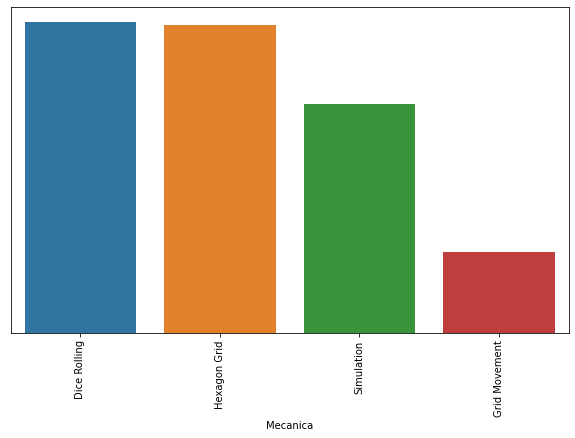 Dice Rolling
Hexagon Grid
Simulation
Grid Movement
Mecanica